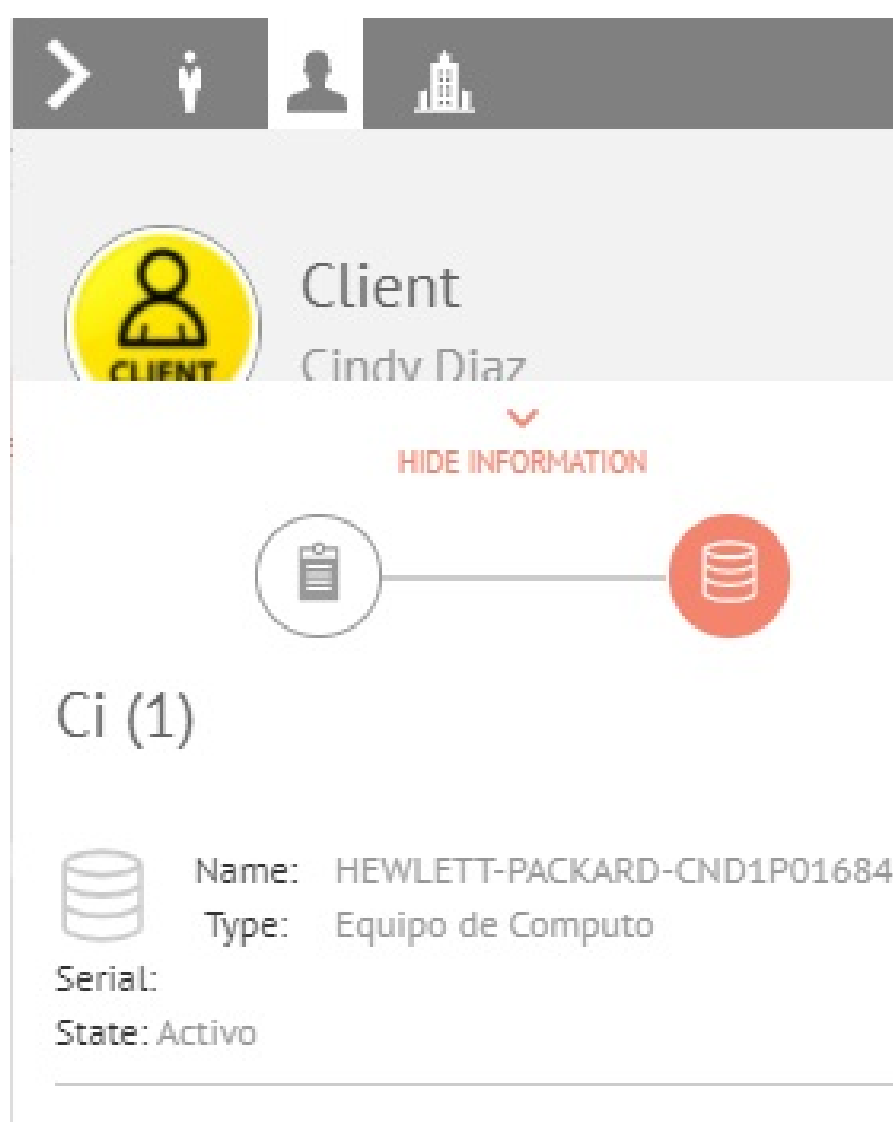 Client
CLIENT
Cindy Diaz
HIDE INFORMATION
Ci (1)
Name: HEWLETT-PACKARD-CND1P01684
Type: Equipo de Computo
Serial:
State: Activo